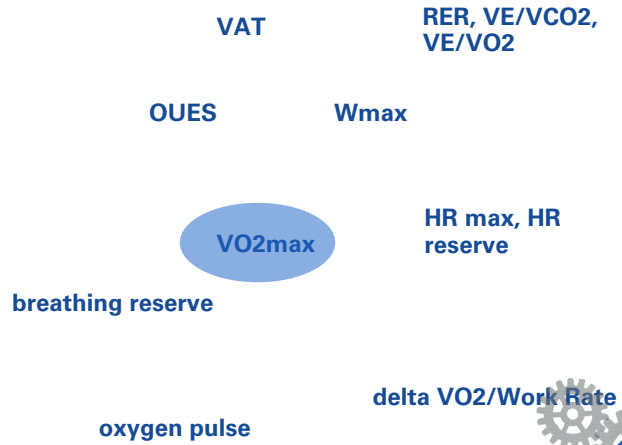 VAT
RER, VE/VCO2,
VE/VO2
OUES
Wmax
HR max, HR
reserve
VO2max
breathing reserve
delta VO2/Work Rate
oxygen pulse